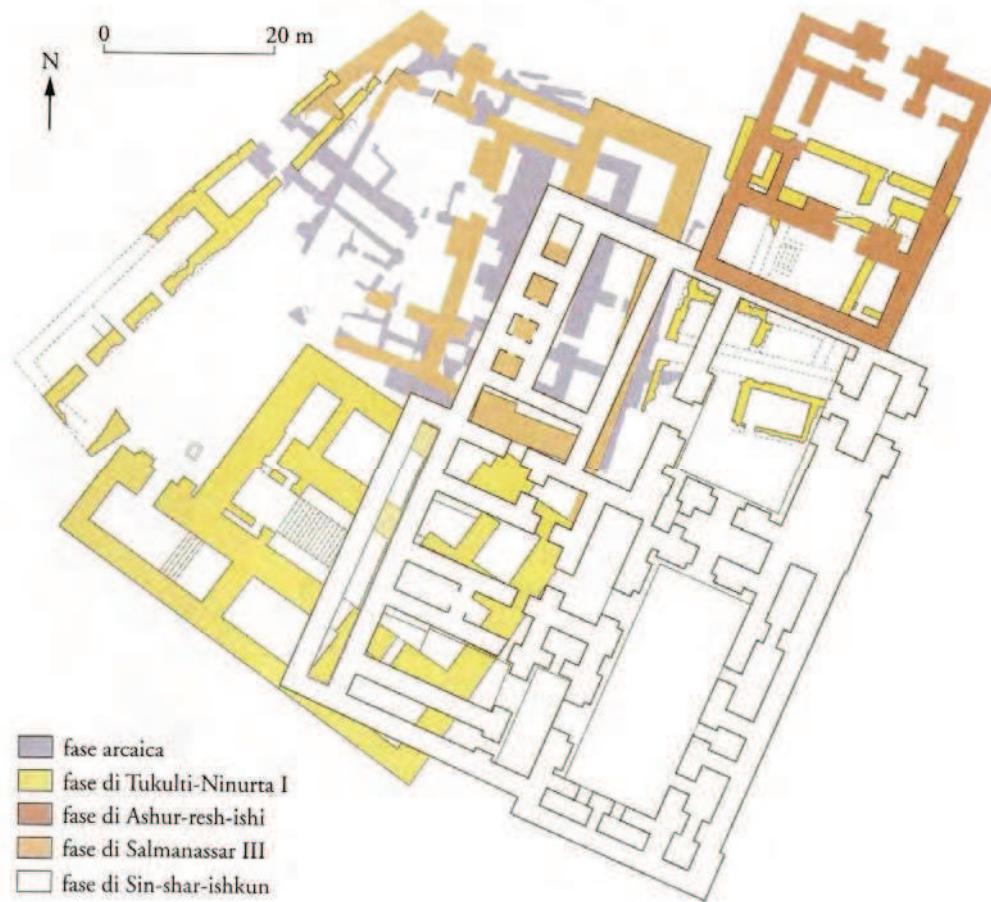 0 20 m
N
fase arcaica
fase di Tukulti-Ninurta I
fase di Ashur-resh-ishi
fase di Salmanassar III
fase di Sin-shar-ishkun